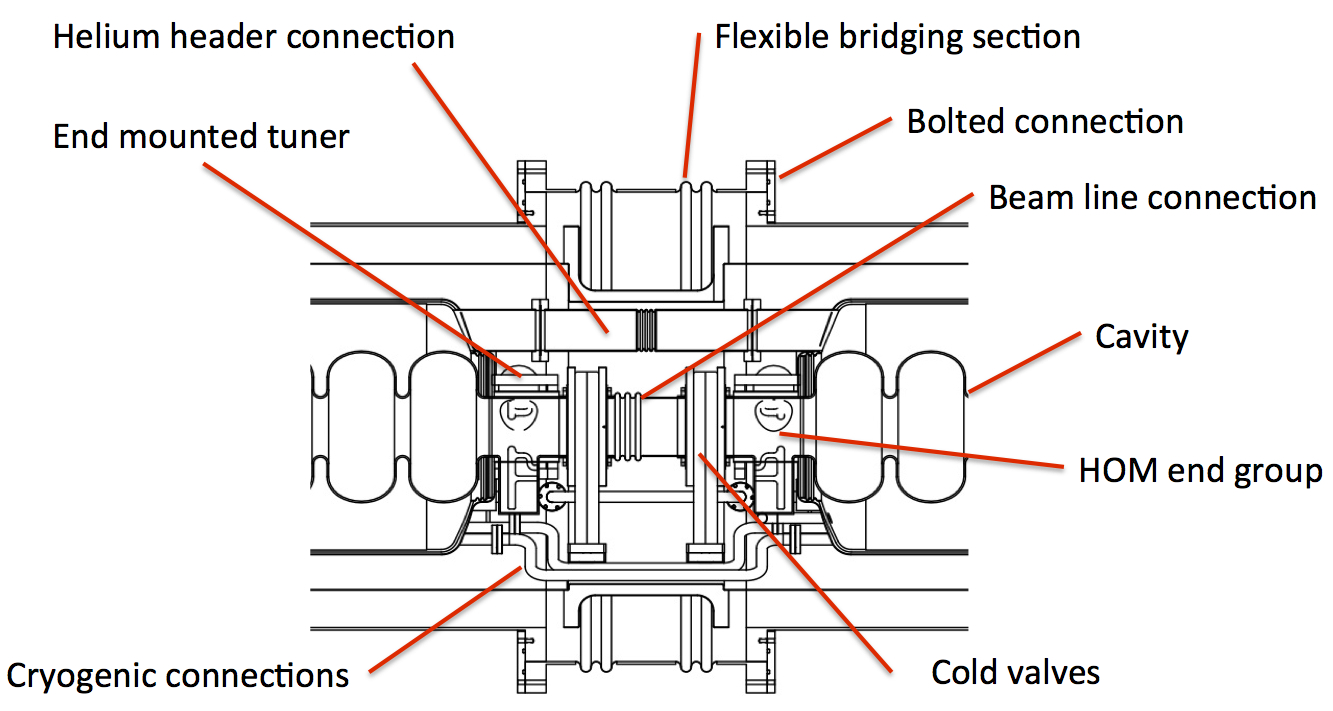 Helium header connection
Flexible bridging section
End mounted tuner
Bolted connection
Beam line connection
Cavity
HOM end group
Cryogenic connections
Cold valves